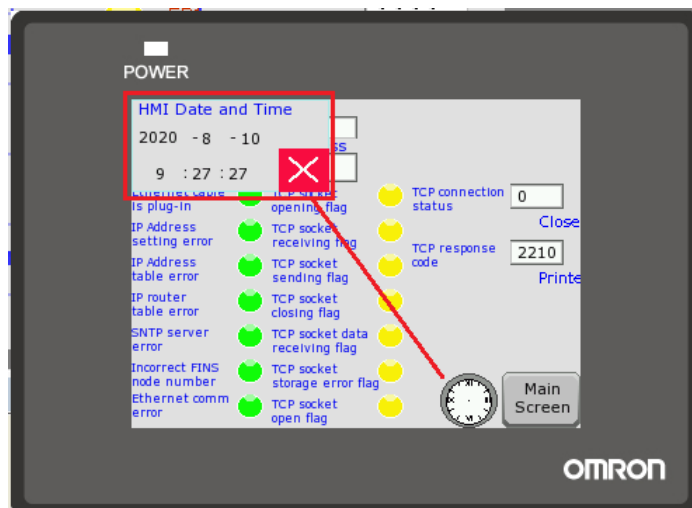 POWER
HMI Date and Time
2020 - 8 - 10
9 : 27 : 27
ss
is plug-in
opening flag
TCP connection
status
0
Close
IP Address
setting error
TCP socket
receiving flag
IP Address
table error
TCP socket
sending flag
TCP response
code
2210
Printe
IP router
table error
TCP socket
closing flag
SNTP server
error
TCP socket data
receiving flag
Incorrect FINS
node number
TCP socket
storage error flag
Ethernet comm
error
TCP socket
open flag
Main
Screen
OMRON